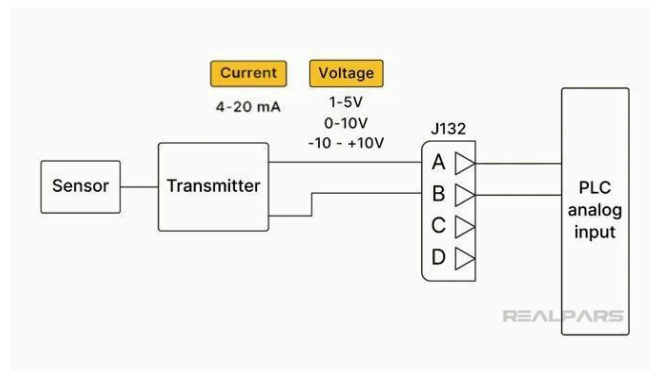 Current
Voltage
4-20 mA
1-5V
0-10V
-10 - +10V
J132
Sensor
Transmitter
A
B
C
D
PLC
analog
input
REALPARS